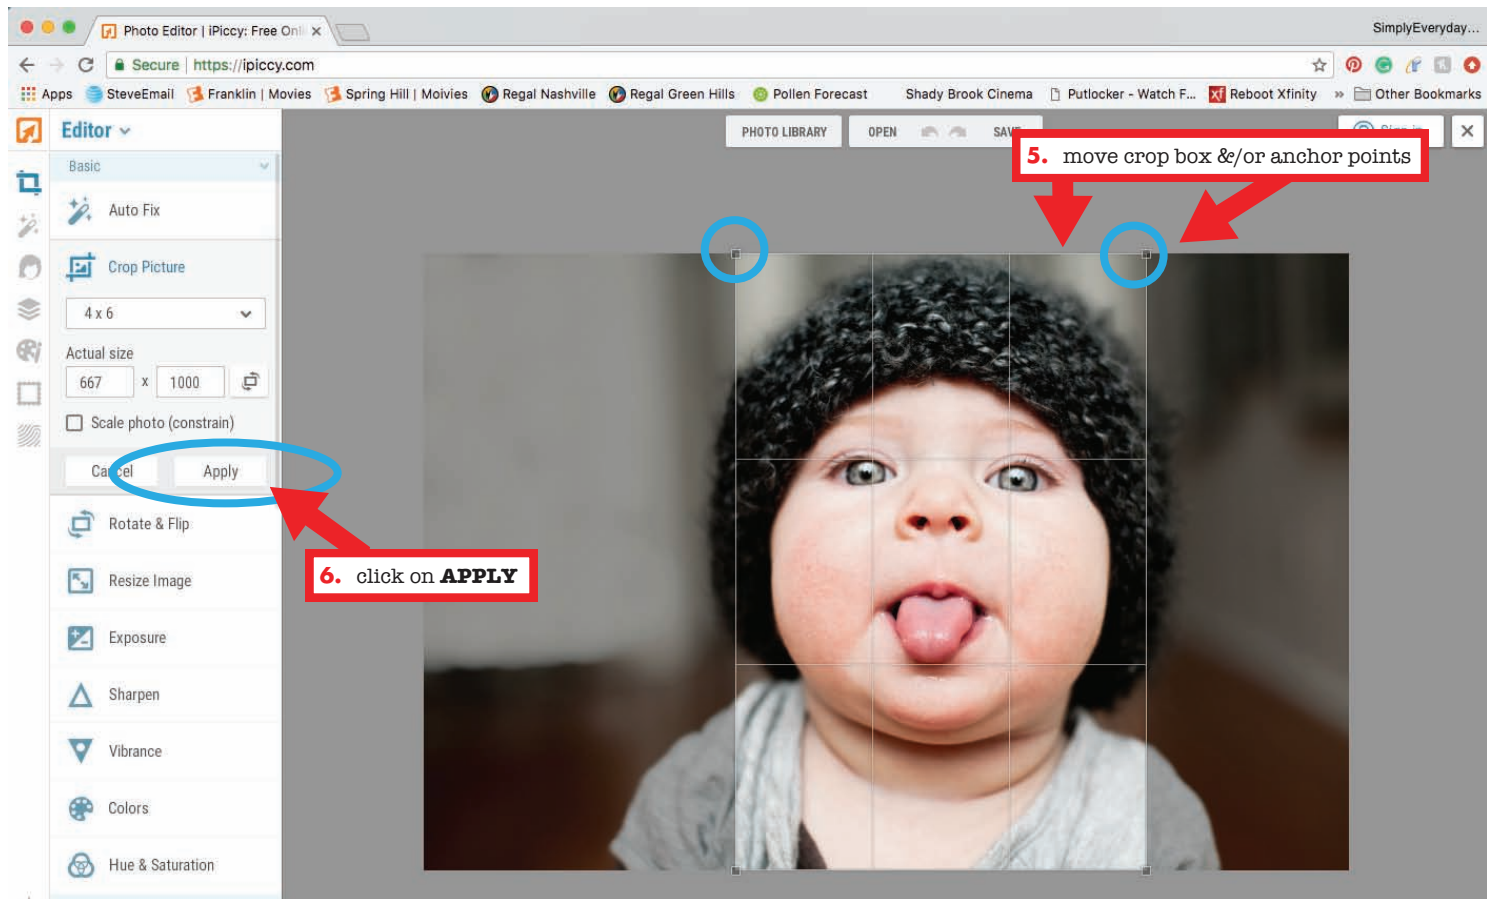 Photo Editor | iPiccy: Free Onli
SimplyEveryday...
Secure | https://ipiccy.com
Apps SteveEmail Franklin | Movies Spring Hill | Moivies Regal Nashville Regal Green Hills Pollen Forecast Shady Brook Cinema Putlocker - Watch F... Reboot Xfinity » Other Bookmarks
Editor
PHOTO LIBRARY OPEN SAVE
5. move crop box &/or anchor points
Basic
Auto Fix
Crop Picture
4 x 6
Actual size
667 x 1000
Scale photo (constrain)
Cancel Apply
Rotate & Flip
6. click on APPLY
Resize Image
Exposure
Sharpen
Vibrance
Colors
Hue & Saturation